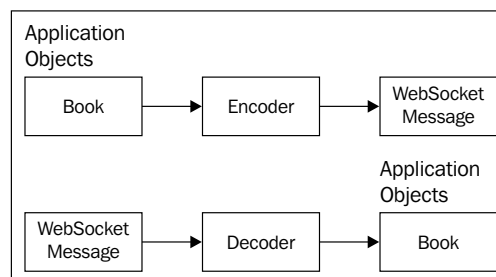 Application
Objects
Book
Encoder
WebSocket
Message
Application
Objects
WebSocket
Message
Decoder
Book